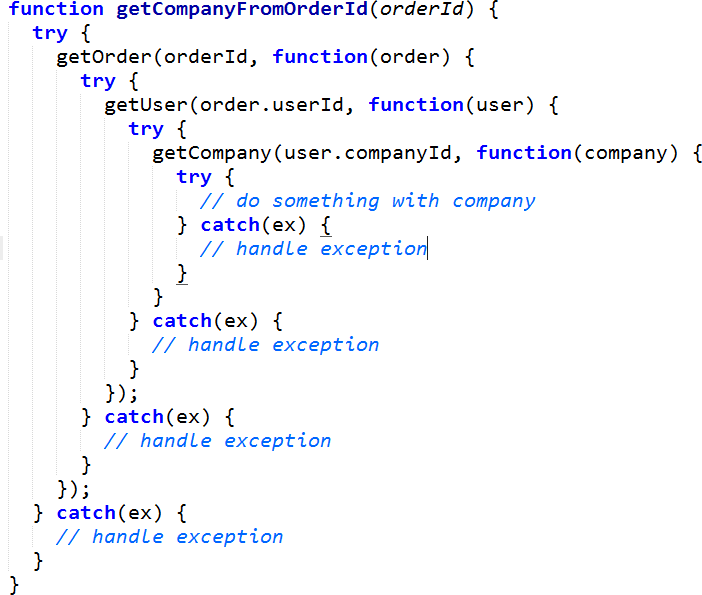 function getCompanyFromOrderId(orderId) {
  try {
    getOrder(orderId, function(order) {
      try {
        getUser(order.userId, function(user) {
          try {
            getCompany(user.companyId, function(company) {
              try {
                // do something with company
              } catch(ex) {
                // handle exception
              }
            }
          } catch(ex) {
            // handle exception
          }
        });
      } catch(ex) {
        // handle exception
      }
    });
  } catch(ex) {
    // handle exception
  }
}